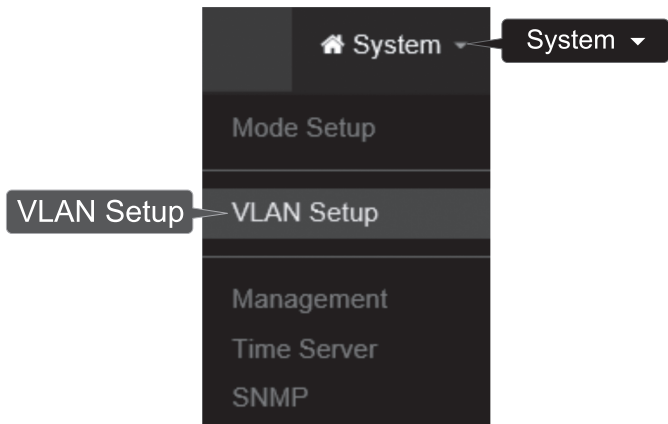 System
System
Mode Setup
VLAN Setup
VLAN Setup
Management
Time Server
SNMP